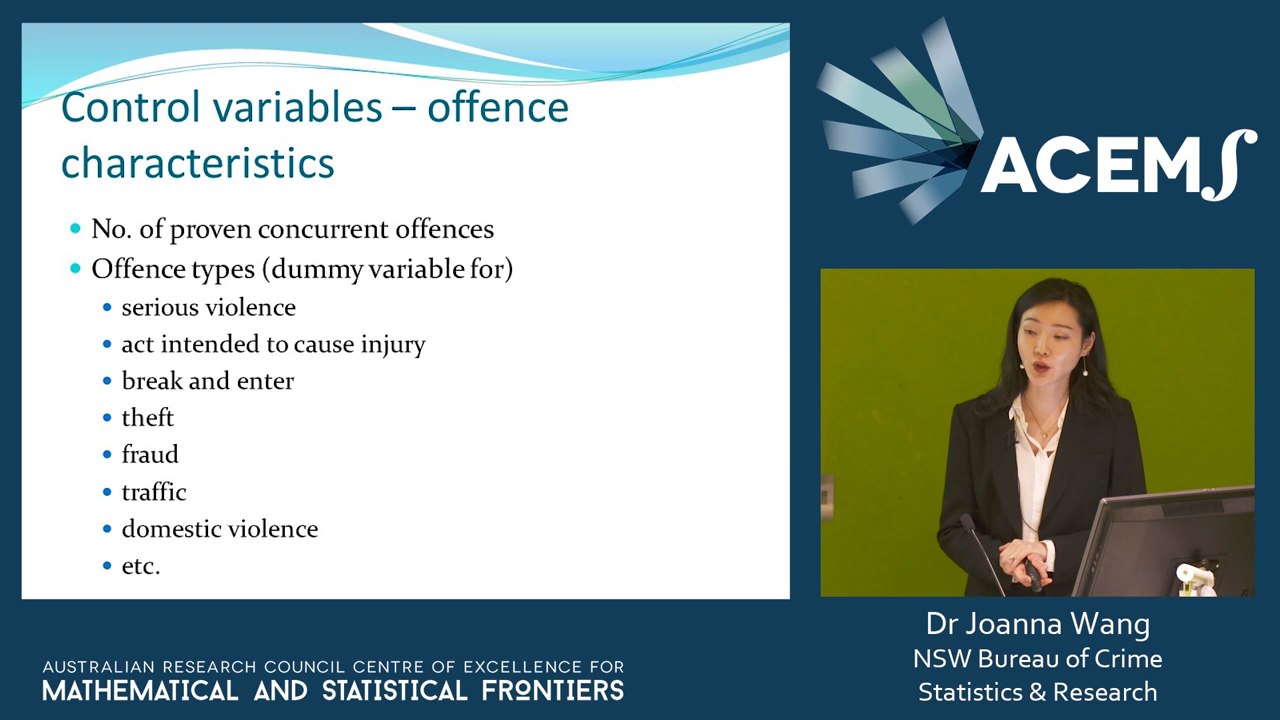 Control variables – offence
characteristics
No. of proven concurrent offences
Offence types (dummy variable for)
serious violence
act intended to cause injury
break and enter
theft
fraud
traffic
domestic violence
etc.
ACEMS
Dr Joanna Wang
NSW Bureau of Crime
Statistics & Research
AUSTRALIAN RESEARCH COUNCIL CENTRE OF EXCELLENCE FOR
MATHEMATICAL AND STATISTICAL FRONTIERS